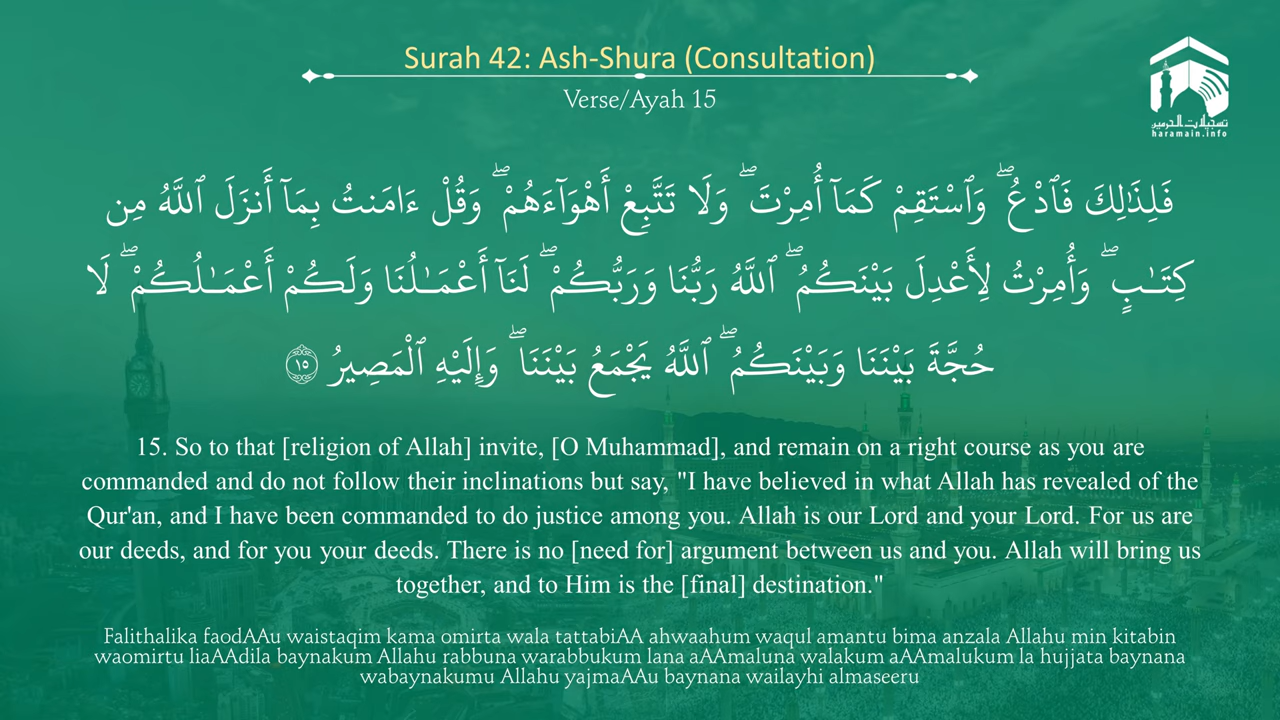 Surah 42: Ash-Shura (Consultation)
Verse/Ayah 15
تسجيلات الحرمين
haramain.info
فَلِذَٰلِكَ فَٱدْعُ ۖ وَٱسْتَقِمْ كَمَآ أُمِرْتَ ۖ وَلَا تَتَّبِعْ أَهْوَآءَهُمْ ۖ وَقُلْ ءَامَنتُ بِمَآ أَنزَلَ ٱللَّهُ مِن
كِتَـٰبٍ ۖ وَأُمِرْتُ لِأَعْدِلَ بَيْنَكُمُ ۖ ٱللَّهُ رَبُّنَا وَرَبُّكُمْ ۖ لَنَآ أَعْمَـٰلُنَا وَلَكُمْ أَعْمَـٰلُكُمْ ۖ لَا
حُجَّةَ بَيْنَنَا وَبَيْنَكُمُ ۖ ٱللَّهُ يَجْمَعُ بَيْنَنَا ۖ وَإِلَيْهِ ٱلْمَصِيرُ ١٥
15. So to that [religion of Allah] invite, [O Muhammad], and remain on a right course as you are
commanded and do not follow their inclinations but say, "I have believed in what Allah has revealed of the
Qur'an, and I have been commanded to do justice among you. Allah is our Lord and your Lord. For us are
our deeds, and for you your deeds. There is no [need for] argument between us and you. Allah will bring us
together, and to Him is the [final] destination."
Falithalika faodAAu waistaqim kama omirta wala tattabiAA ahwaahum waqul amantu bima anzala Allahu min kitabin
waomirtu liaAAdila baynakum Allahu rabbuna warabbukum lana aAAmaluna walakum aAAmalukum la hujjata baynana
wabaynakumu Allahu yajmaAAu baynana wailayhi almaseeru